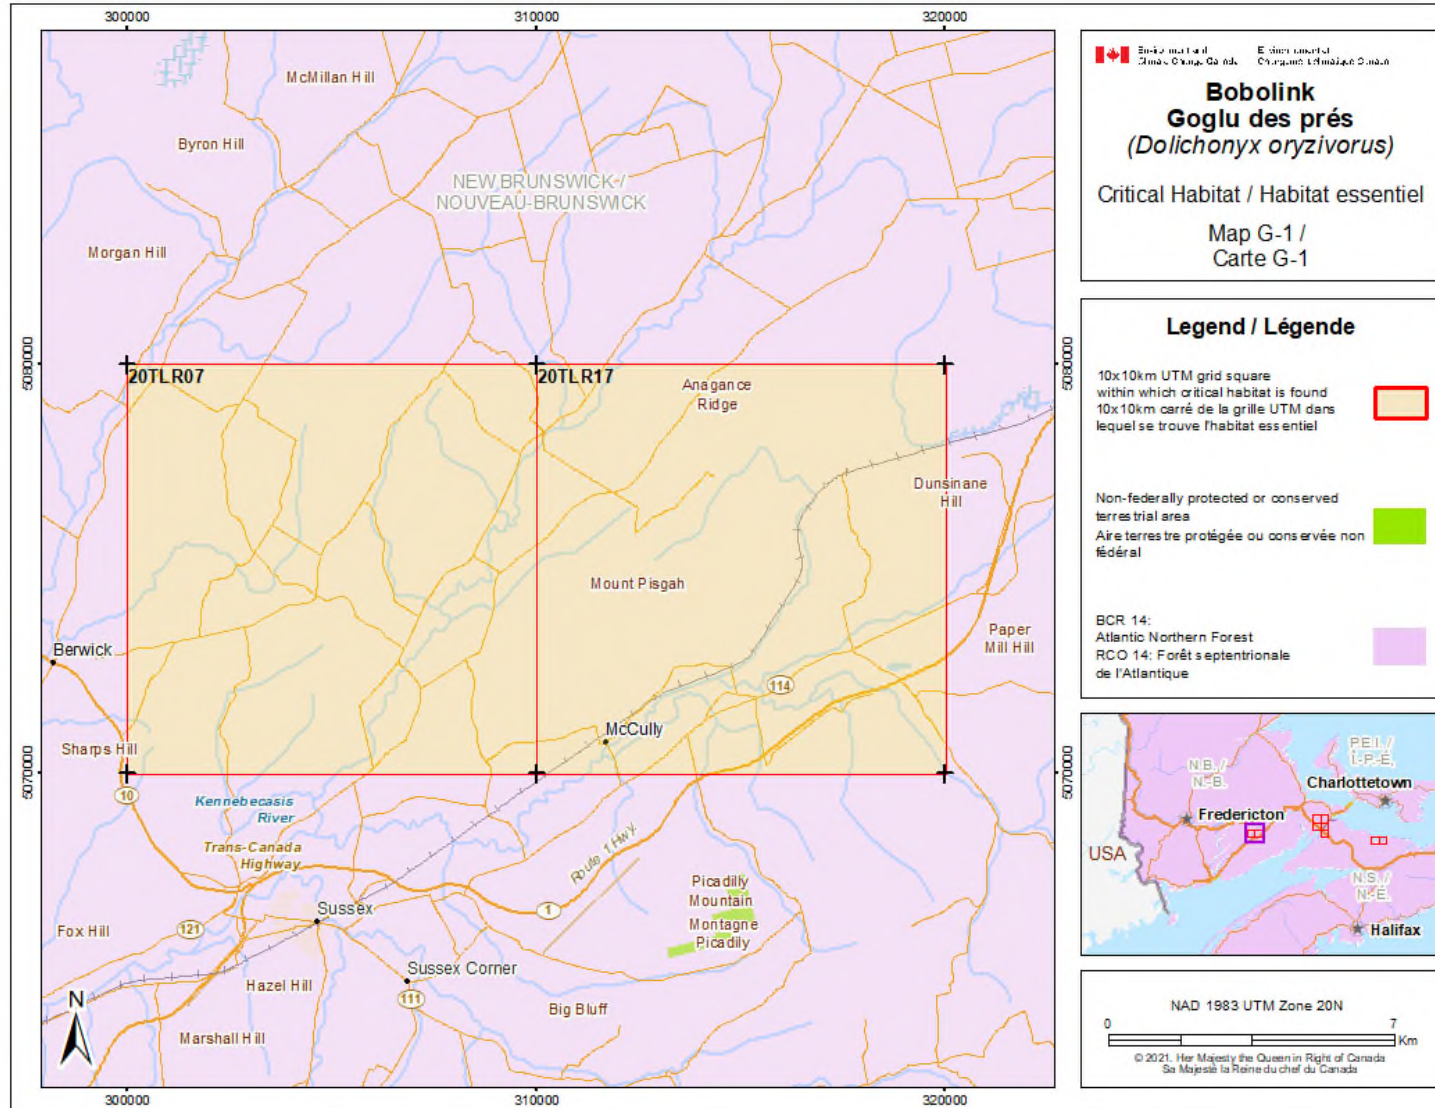 300000
310000
320000
McMillan Hill
Byron Hill
NEW BRUNSWICK /
NOUVEAU-BRUNSWICK
Morgan Hill
5080000
5080000
20TLR07
20TLR17
Anagance
Ridge
Dunsinane
Hill
Mount Pisgah
Berwick
Paper
Mill Hill
114
McCully
Sharps Hill
5070000
5070000
10
Kennebecasis
River
Trans-Canada
Highway
Route 1 Hwy.
Picadilly
Mountain
Montagne
Picadily
1
Sussex
121
Fox Hill
Sussex Corner
Hazel Hill
111
Big Bluff
N
Marshall Hill
300000
310000
320000
Bobolink
Goglu des prés
(Dolichonyx oryzivorus)
Critical Habitat / Habitat essentiel
Map G-1 /
Carte G-1
Legend / Légende
10x10km UTM grid square
within which critical habitat is found
10x10km carré de la grille UTM dans
lequel se trouve l'habitat essentiel
Non-federally protected or conserved
terrestrial area
Aire terrestre protégée ou conservée non
fédéral
BCR 14:
Atlantic Northern Forest
RCO 14: Forêt septentrionale
de l'Atlantique
P.E.I. /
I.-P.-É.
N.B. /
N.-B.
Charlottetown
Fredericton
USA
N.S. /
N.-É.
Halifax
NAD 1983 UTM Zone 20N
0
7
Km
© 2021. Her Majesty the Queen in Right of Canada
Sa Majesté la Reine du chef du Canada